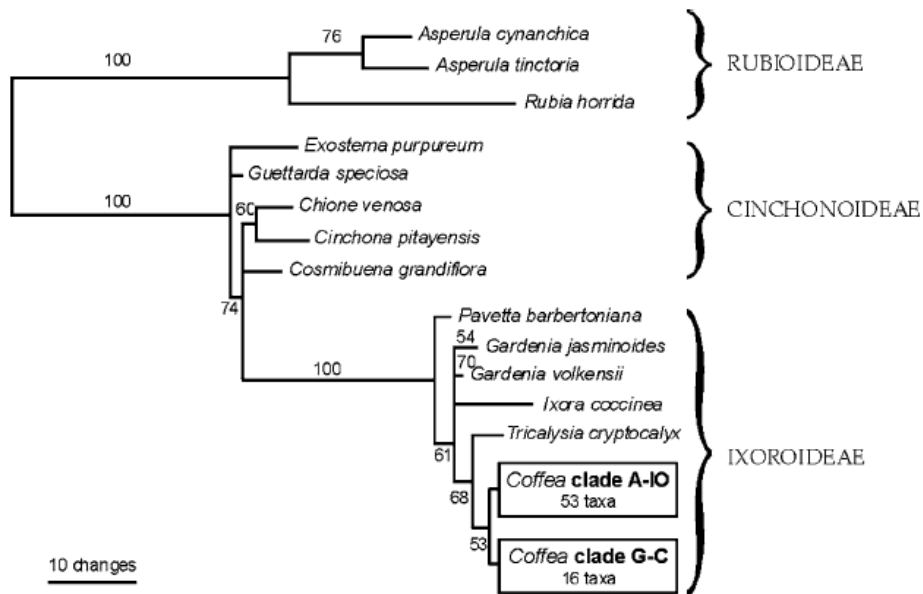 76
Asperula cynanchica
100
Asperula tinctoria
RUBIOIDEAE
Rubia horrida
Exostema purpureum
Guettarda speciosa
100
60
Chione venosa
CINCHONOIDEAE
Cinchona pitayensis
Cosmibuena grandiflora
74
Pavetta barbertoniana
54
Gardenia jasminoides
100
70
Gardenia volkensii
Ixora coccinea
Tricalysia cryptocalyx
61
IXOROIDEAE
Coffea clade A-IO
53 taxa
68
53
Coffea clade G-C
16 taxa
10 changes